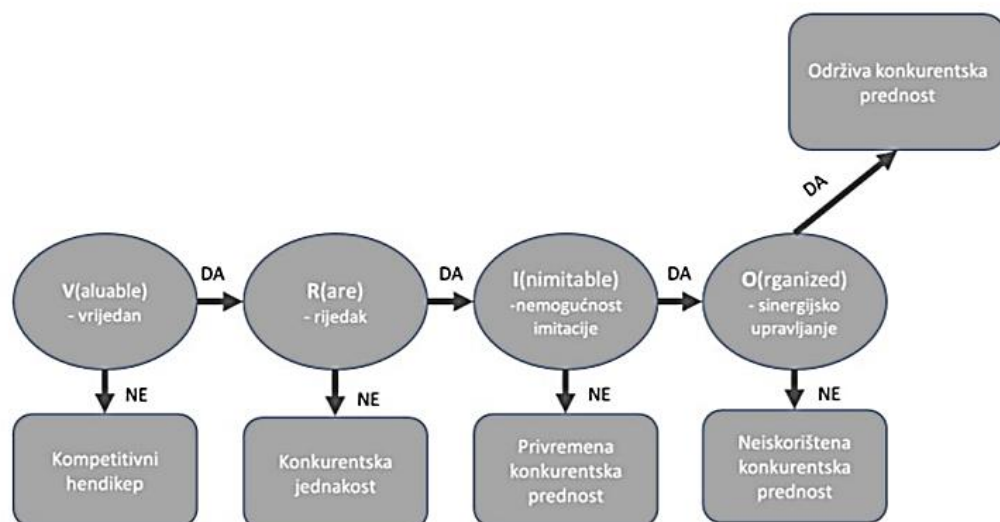 Održiva konkurentska
prednost
DA
V(aluable)
- vrijedan
DA
R(are)
- rijedak
DA
I(nimitable)
-nemogućnost
imitacije
DA
O(rganized)
- sinergijsko
upravljanje
NE
NE
NE
NE
Kompetitivni
hendikep
Konkurentska
jednakost
Privremena
konkurentska
prednost
Neiskorištena
konkurentska
prednost